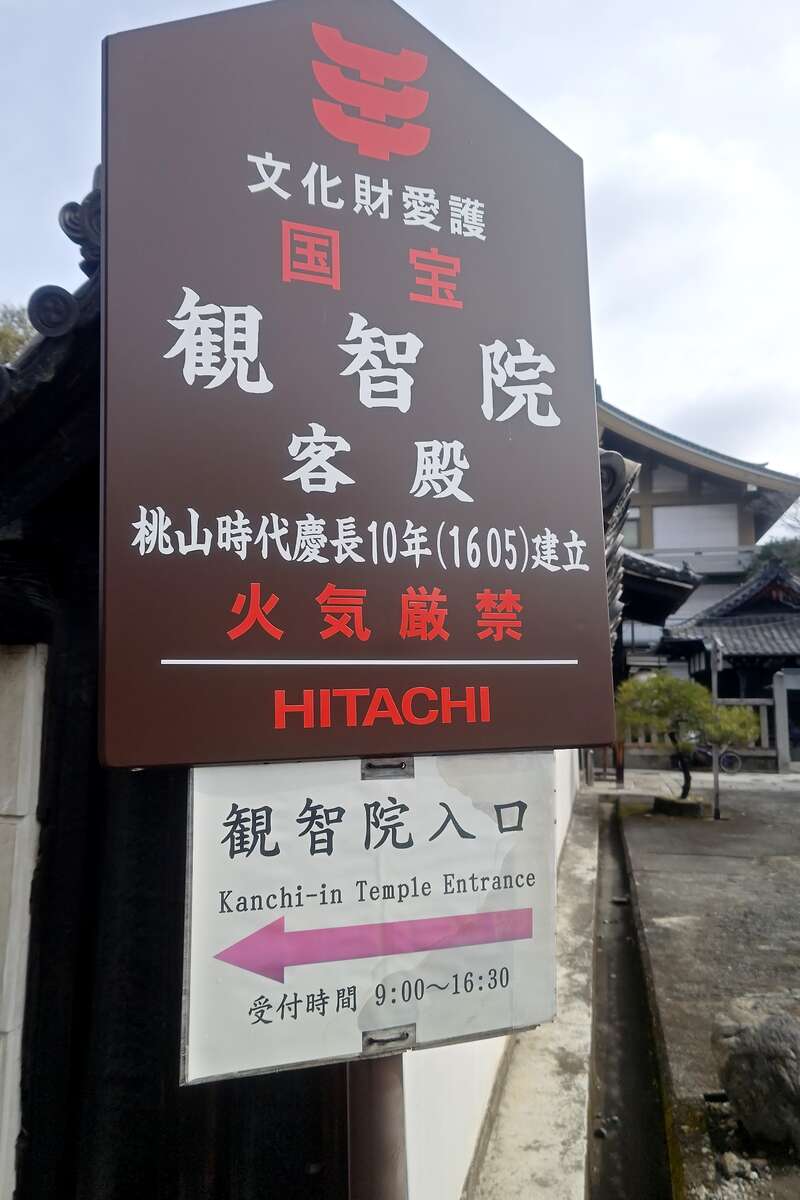 文化財愛護
国宝
観智院
客殿
桃山時代慶長10年(1605)建立
火気厳禁
HITACHI
観智院入口
Kanchi-in Temple Entrance
受付時間 9:00～16:30